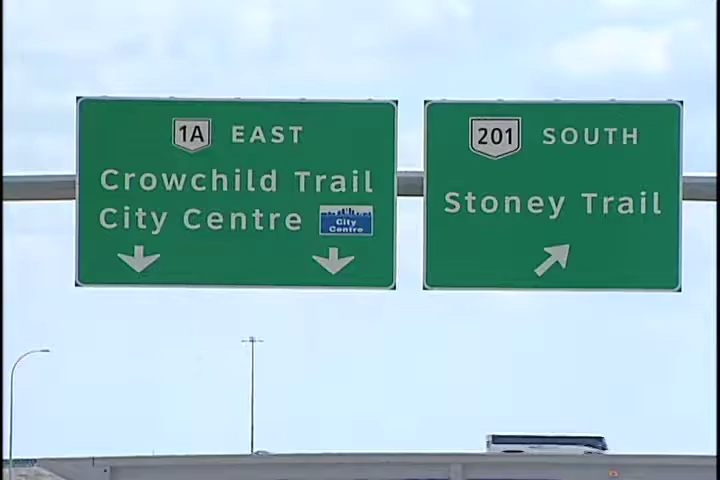 1A EAST
Crowchild Trail
City Centre
City
Centre
201 SOUTH
Stoney Trail